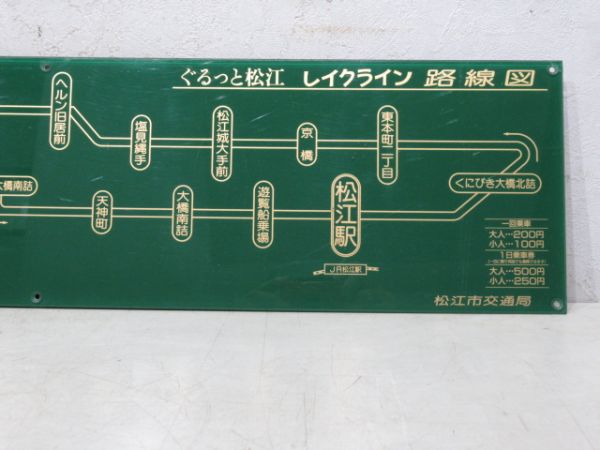 ぐるっと松江 レイクライン 路線図
ヘルン旧居前
塩見縄手
松江城大手前
京橋
東本町一丁目
くにびき大橋北詰
大橋南詰
天神町
大橋南詰
遊覧船乗場
松江駅
JR松江駅
一回乗車
大人…200円
小人…100円
1日乗車券
大人…500円
小人…250円
松江市交通局